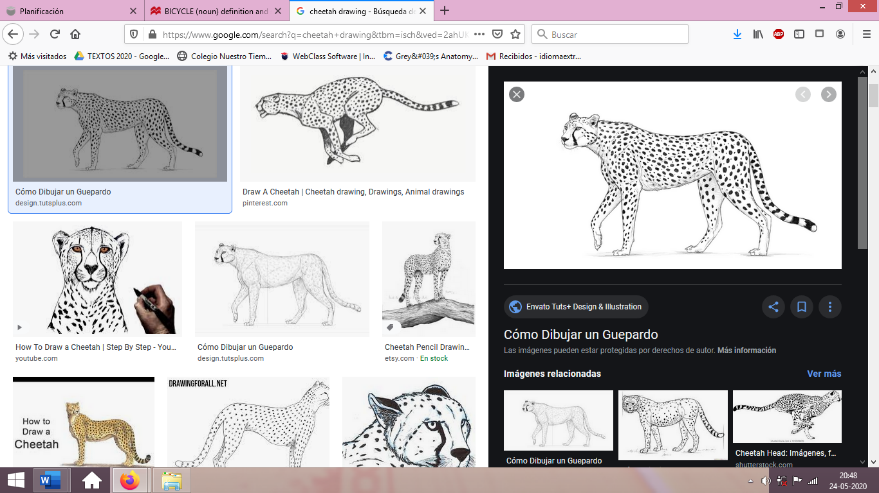 Planificación
BICYCLE (noun) definition and
cheetah drawing - Búsqueda de
https://www.google.com/search?q=cheetah+drawing&tbm=isch&ved=2ahU
Buscar
Más visitados
TEXTOS 2020 - Google...
Colegio Nuestro Tiem...
WebClass Software | In...
Grey&#039;s Anatomy...
Recibidos - idiomaextr...
Cómo Dibujar un Guepardo
design.tutsplus.com
Draw A Cheetah | Cheetah drawing, Drawings, Animal drawings
pinterest.com
How To Draw a Cheetah | Step By Step - You...
youtube.com
Cómo Dibujar un Guepardo
design.tutsplus.com
Cheetah Pencil Drawin...
etsy.com · En stock
How to
Draw a
Cheetah
DRAWINGFORALL.NET
Envato Tuts+ Design & Illustration
Cómo Dibujar un Guepardo
Las imágenes pueden estar protegidas por derechos de autor. Más información
Imágenes relacionadas
Ver más
Cómo Dibujar un Guepardo
Cheetah Head: Imágenes, f...
shutterstock.com
20:48
24-05-2020